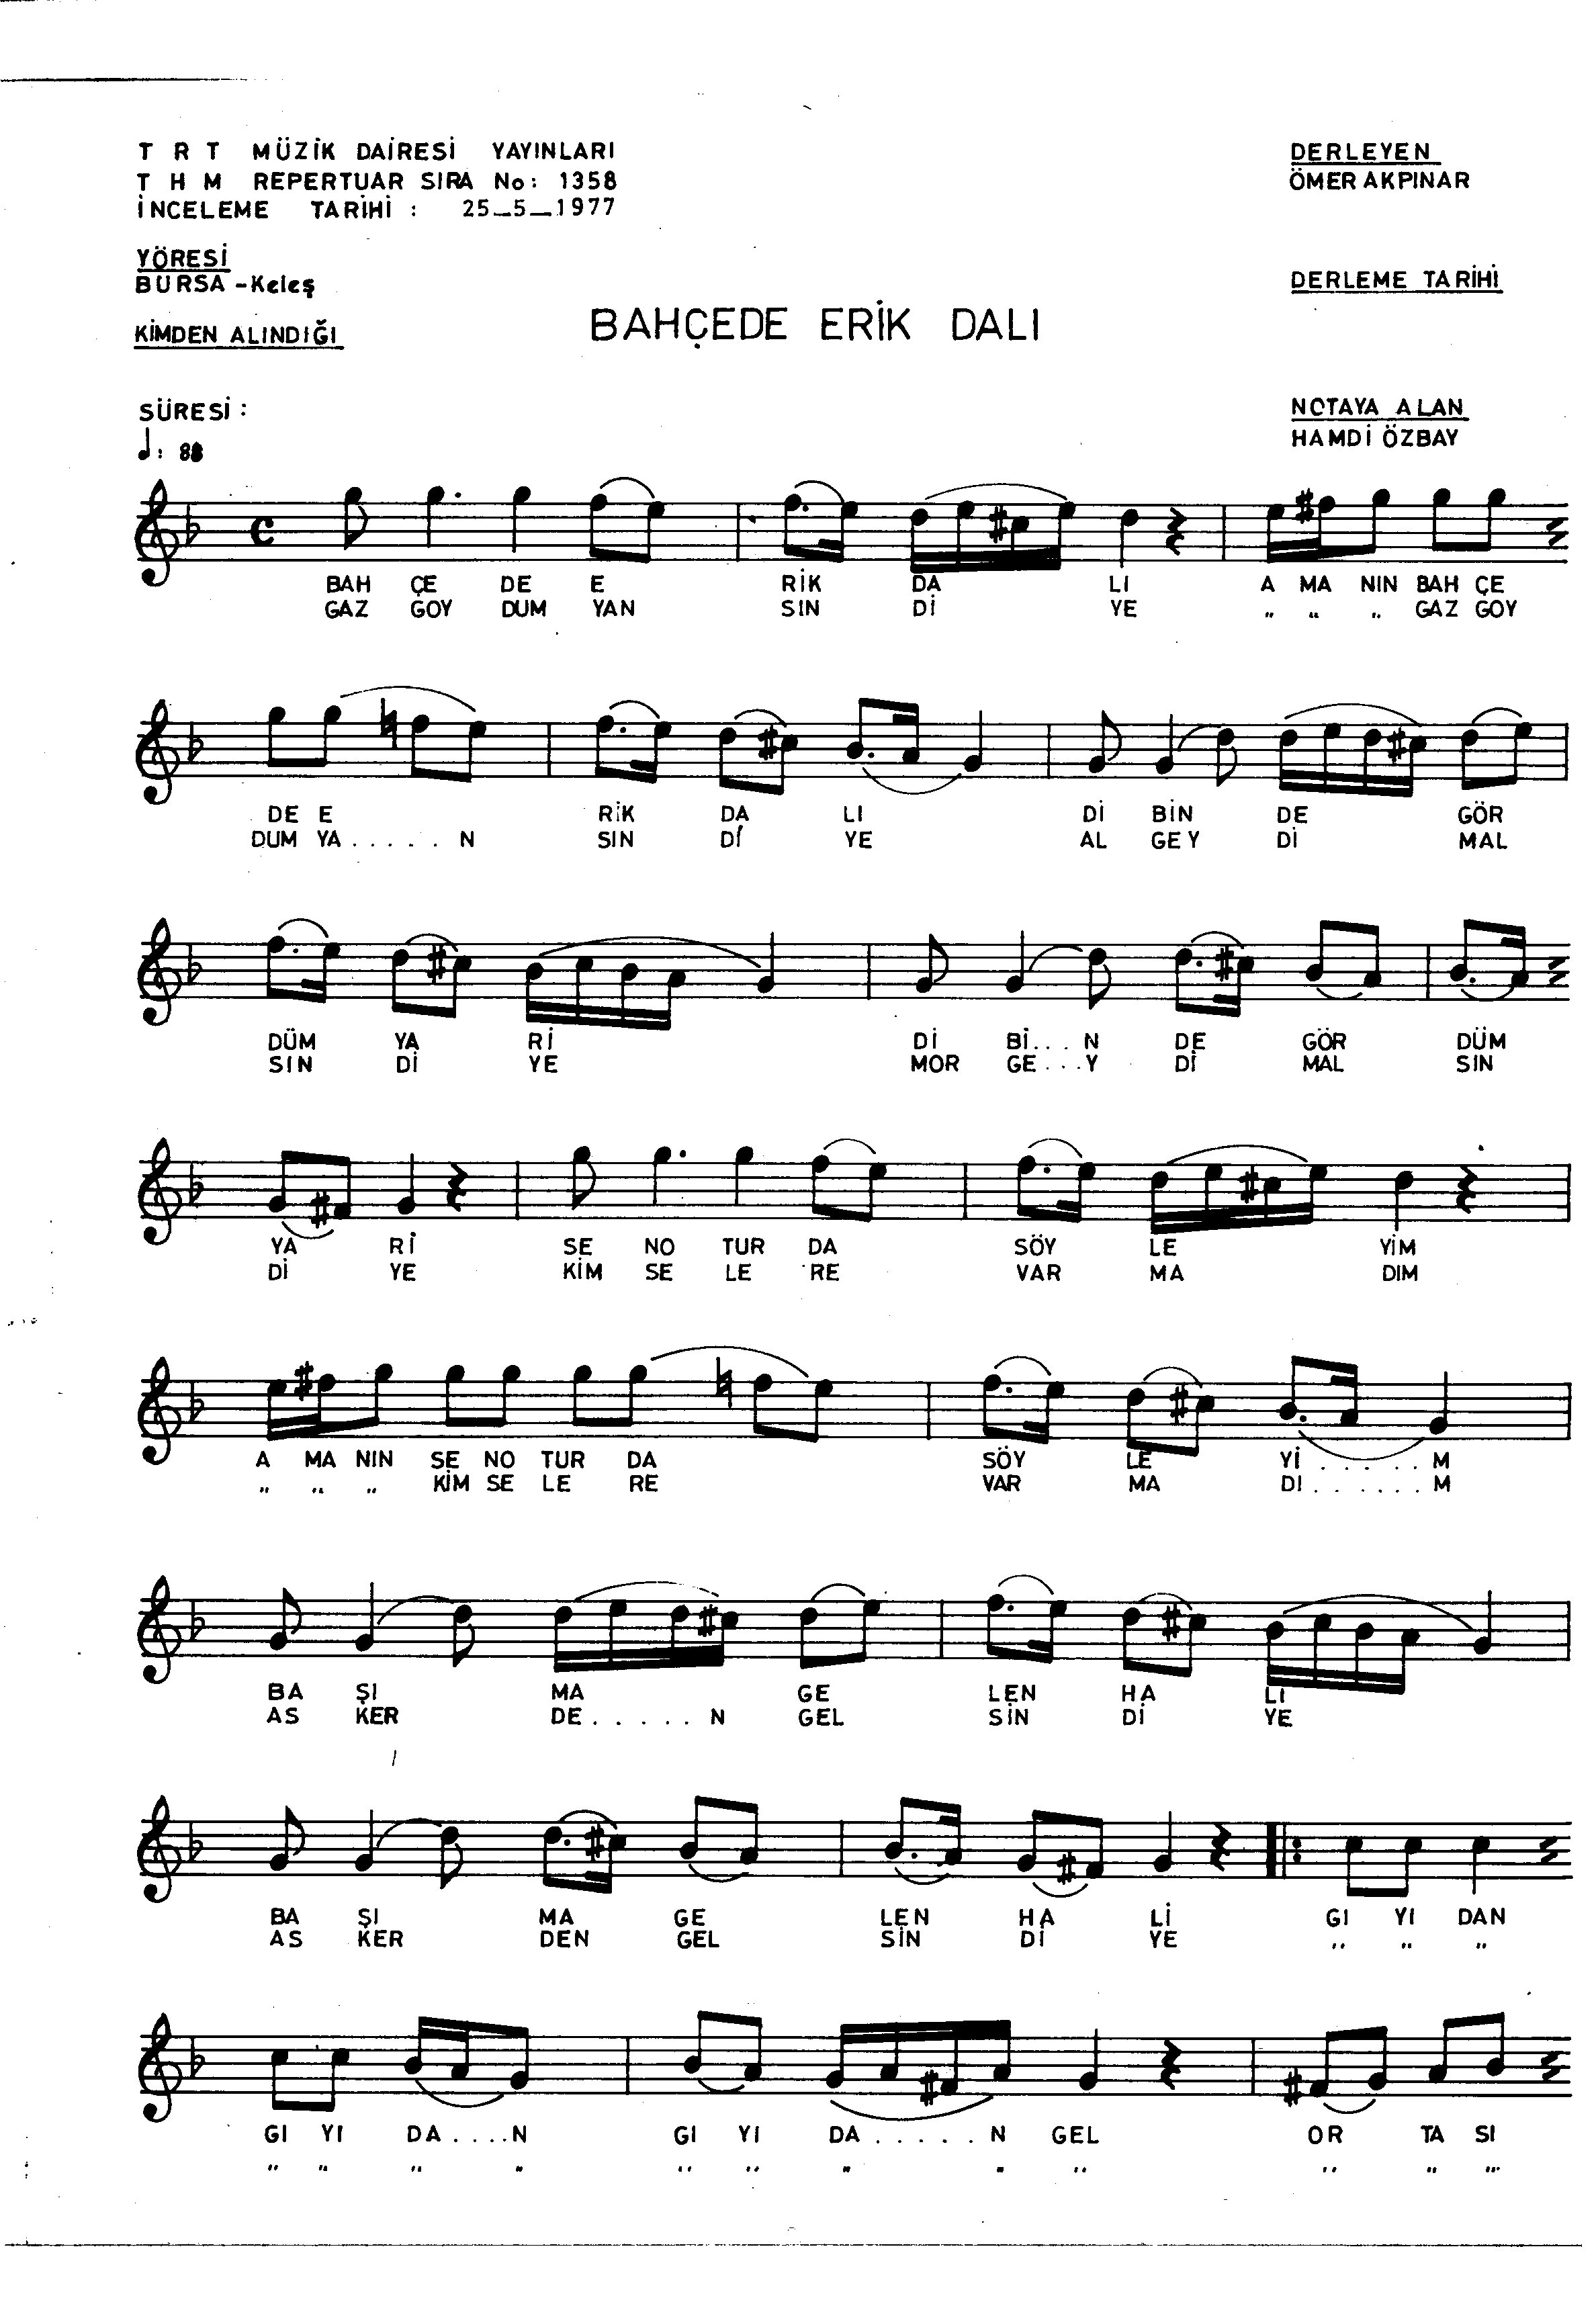 T R T MÜZİK DAİRESİ YAYINLARI
T H M REPERTUAR SIRA No: 1358
İNCELEME TARİHİ : 25_5_1977
DERLEYEN
ÖMER AKPINAR
YÖRESİ
BURSA -Keleş
DERLEME TARİHİ
KİMDEN ALINDIĞI
BAHÇEDE ERİK DALI
SÜRESİ :
NOTAYA ALAN
HAMDİ ÖZBAY
BAH ÇE DE E RİK DA LI A MA NIN BAH ÇE
GAZ GOY DUM YAN SIN Dİ YE " " " GAZ GOY
DE E RİK DA LI Dİ BİN DE GÖR
DUM YA ..... N SIN Dİ YE AL GEY Dİ MAL
DÜM YA Rİ Dİ Bİ... N DE GÖR DÜM
SIN Dİ YE MOR GE...Y Dİ MAL SIN
YA Rİ SE NO TUR DA SÖY LE YİM
Dİ YE KİM SE LE RE VAR MA DIM
A MA NIN SE NO TUR DA SÖY LE Yİ ...... M
" " " KİM SE LE RE VAR MA DI ...... M
BA ŞI MA GE LEN HA Lİ
AS KER DE ..... N GEL SİN Dİ YE
BA ŞI MA GE LEN HA Lİ GI YI DAN
AS KER DEN GEL SİN Dİ YE " " "
GI YI DA ....N GI YI DA ..... N GEL OR TA SI
" " " " " " " " " " " "